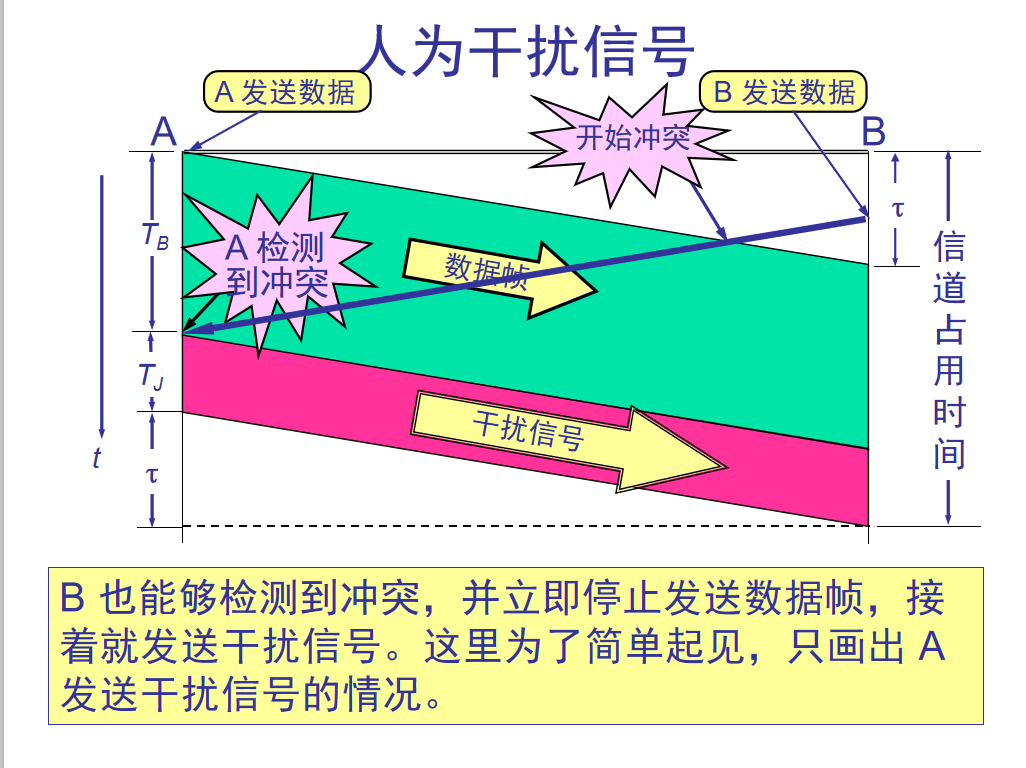 人为干扰信号
A 发送数据
B 发送数据
A
开始冲突
B
T_B
A 检测
到冲突
数据帧
τ
信道占用时间
T_J
干扰信号
t
τ
B 也能够检测到冲突，并立即停止发送数据帧，接
着就发送干扰信号。这里为了简单起见，只画出 A
发送干扰信号的情况。